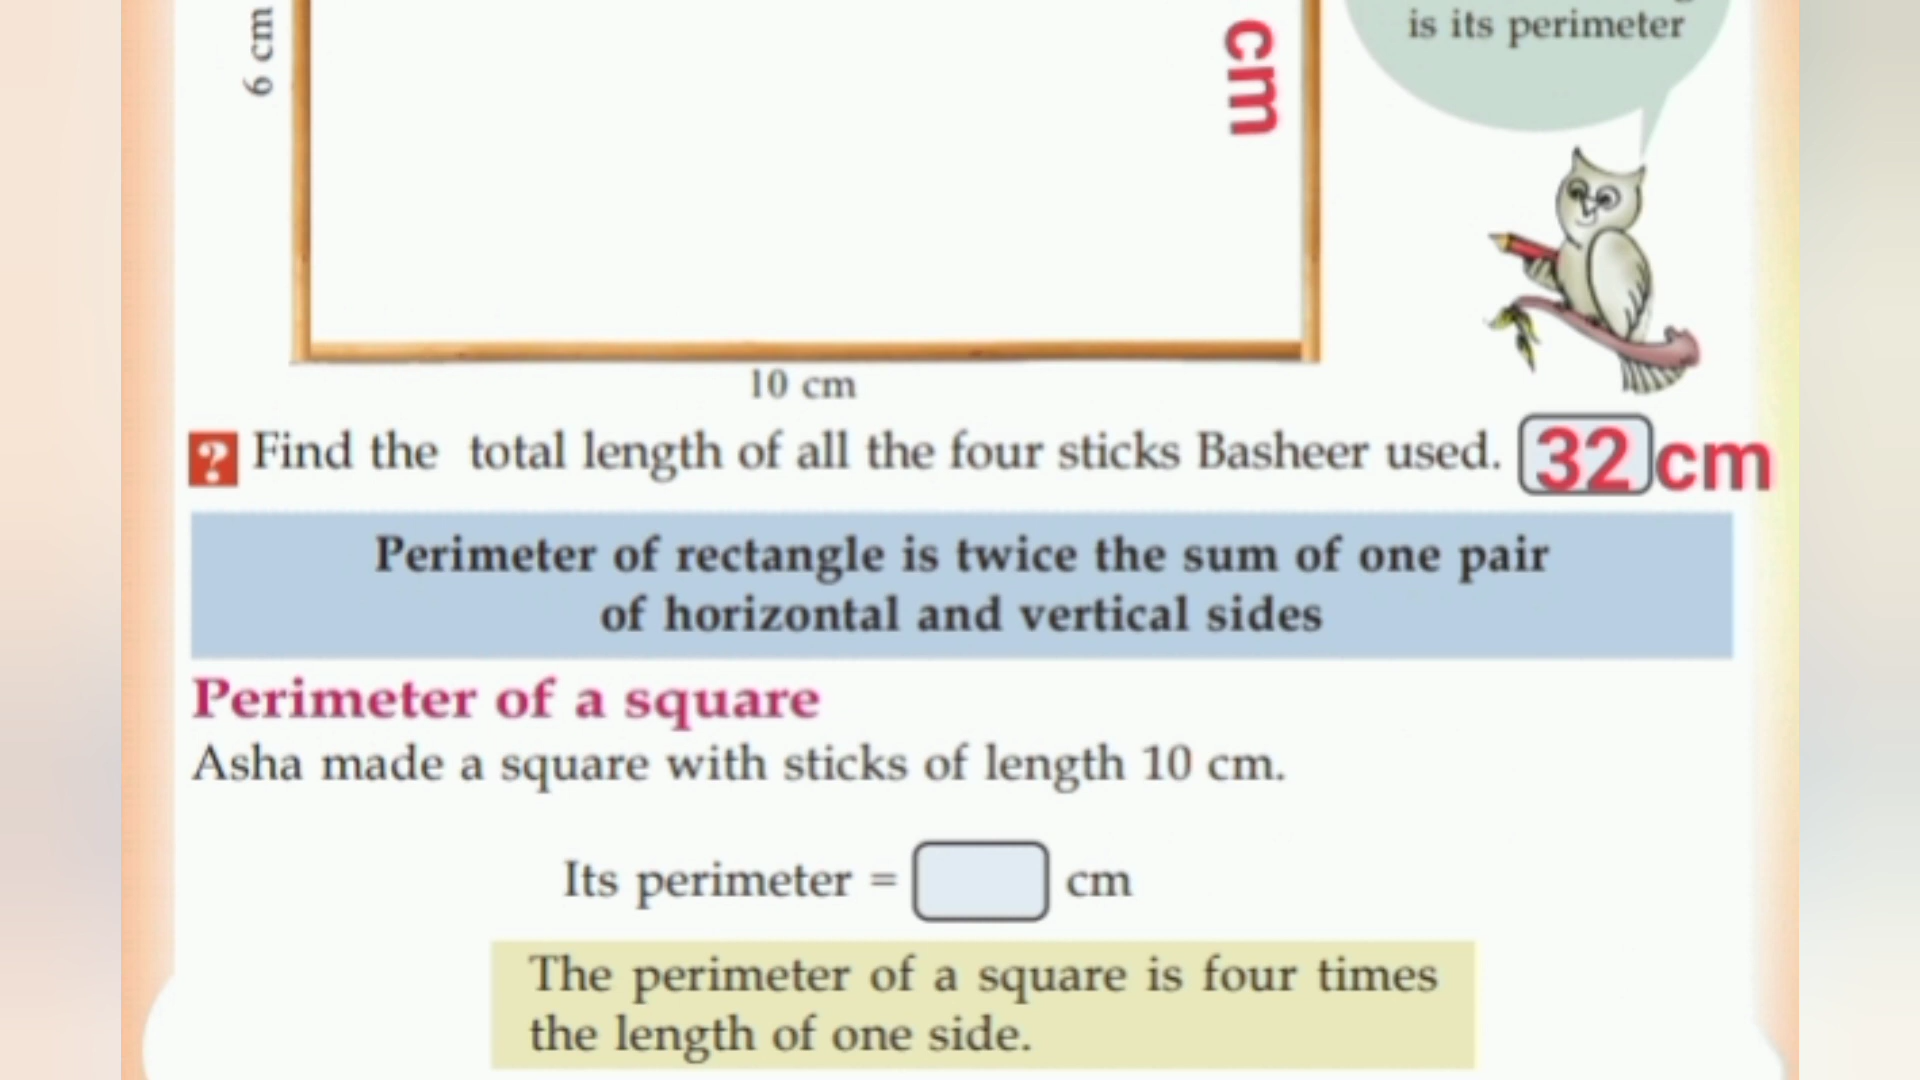 is its perimeter
6 cm
cm
10 cm
? Find the total length of all the four sticks Basheer used. 32 cm
Perimeter of rectangle is twice the sum of one pair
of horizontal and vertical sides
Perimeter of a square
Asha made a square with sticks of length 10 cm.
Its perimeter = cm
The perimeter of a square is four times
the length of one side.